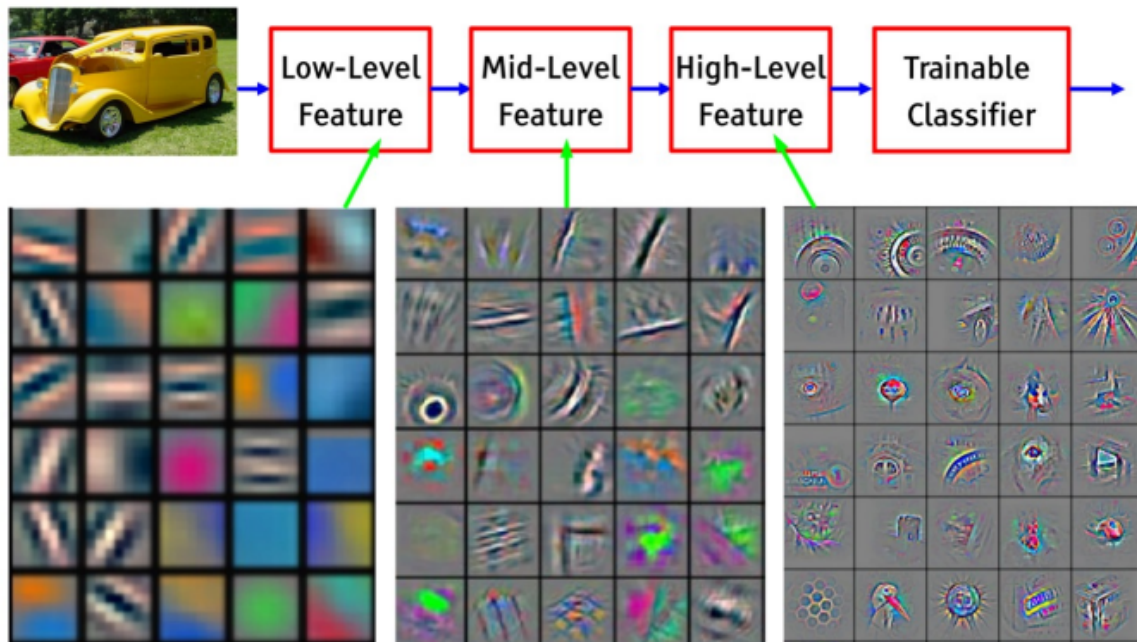 Low-Level
Feature
Mid-Level
Feature
High-Level
Feature
Trainable
Classifier